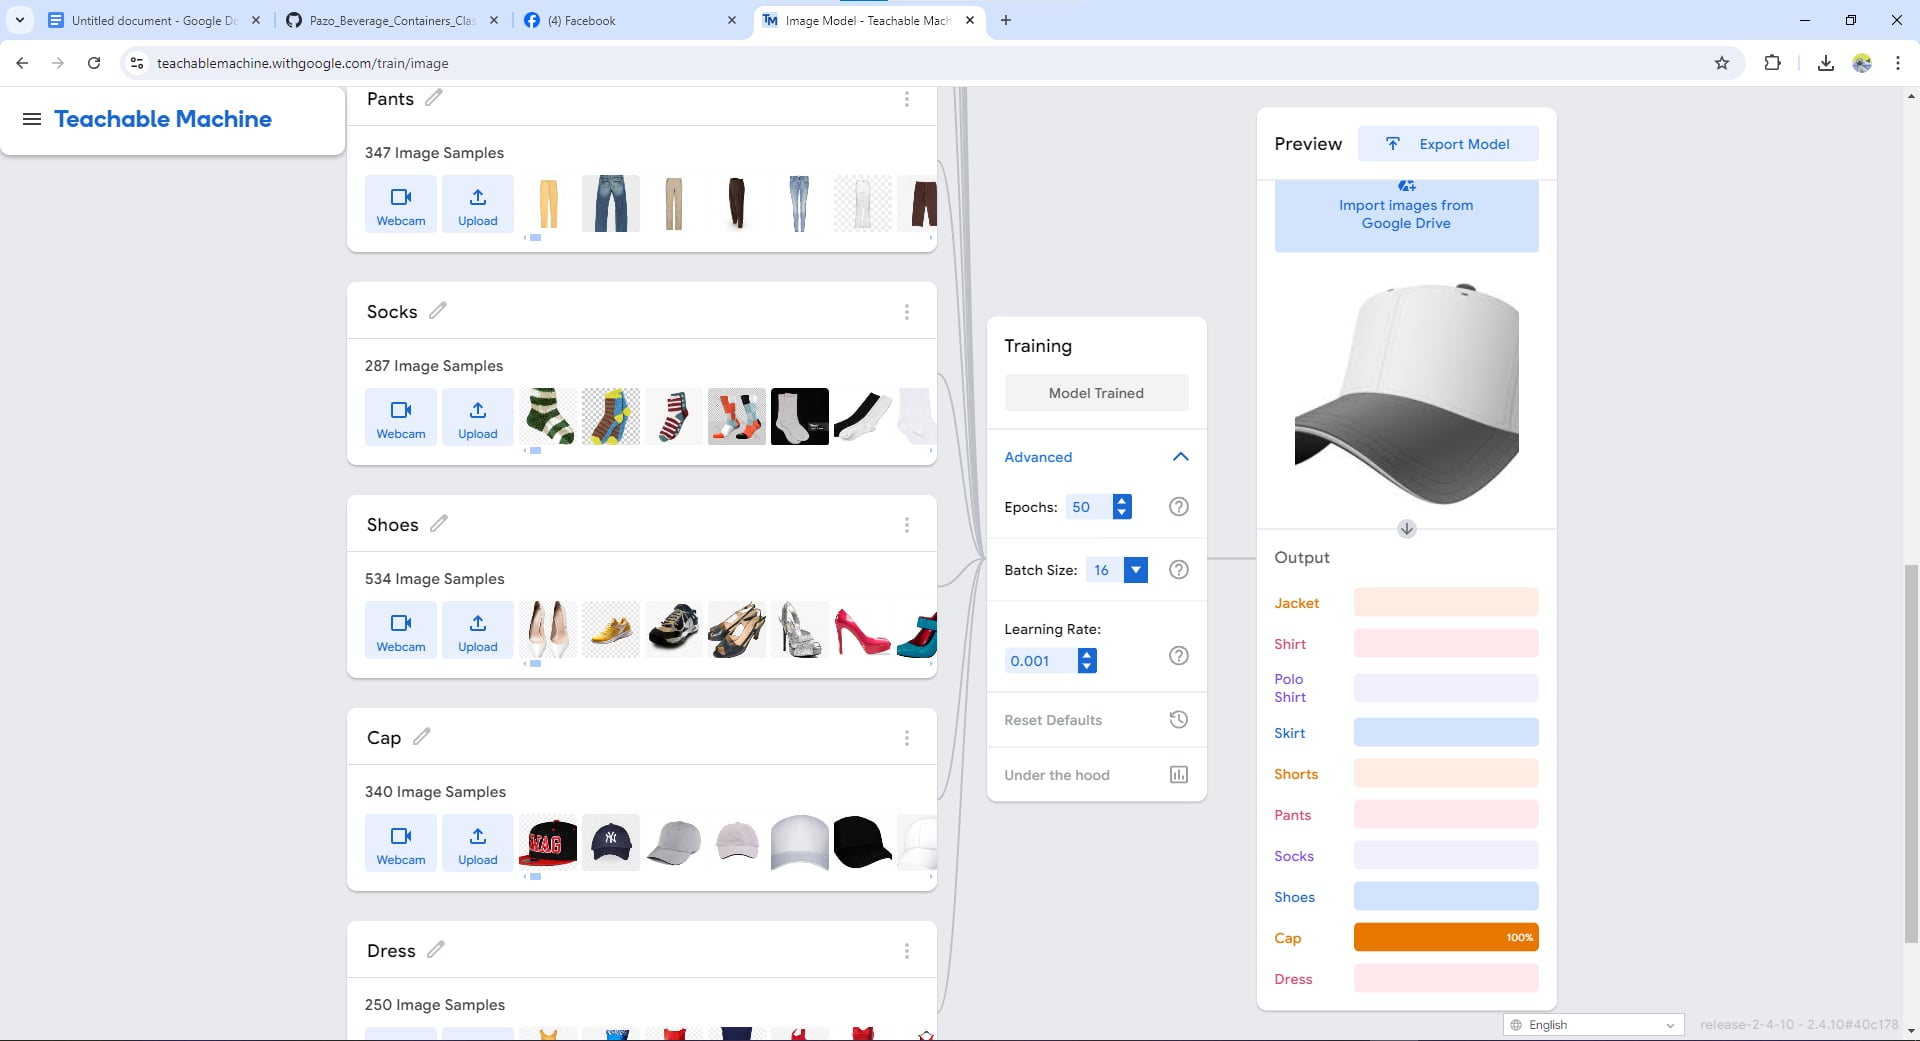 Untitled document - Google Do
Pazo_Beverage_Containers_Clas
(4) Facebook
TM
Image Model - Teachable Mach
teachablemachine.withgoogle.com/train/image
Teachable Machine
Pants
347 Image Samples
Webcam
Upload
Socks
287 Image Samples
Webcam
Upload
Shoes
534 Image Samples
Webcam
Upload
Cap
340 Image Samples
Webcam
Upload
Dress
250 Image Samples
Training
Model Trained
Advanced
Epochs: 50
Batch Size: 16
Learning Rate:
0.001
Reset Defaults
Under the hood
Preview
Export Model
Import images from
Google Drive
Output
Jacket
Shirt
Polo
Shirt
Skirt
Shorts
Pants
Socks
Shoes
Cap 100%
Dress
English
release-2-4-10 - 2.4.10#40c178